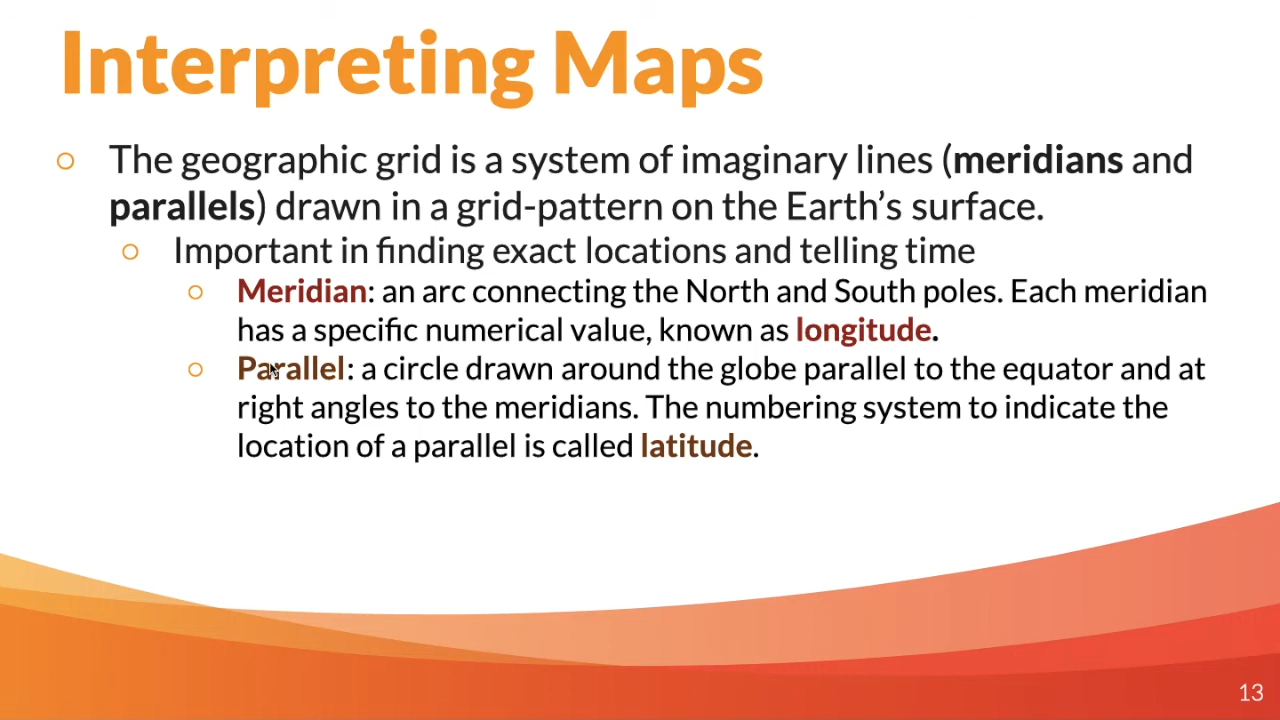 Interpreting Maps
The geographic grid is a system of imaginary lines (meridians and
parallels) drawn in a grid-pattern on the Earth’s surface.
Important in finding exact locations and telling time
Meridian: an arc connecting the North and South poles. Each meridian
has a specific numerical value, known as longitude.
Parallel: a circle drawn around the globe parallel to the equator and at
right angles to the meridians. The numbering system to indicate the
location of a parallel is called latitude.
13